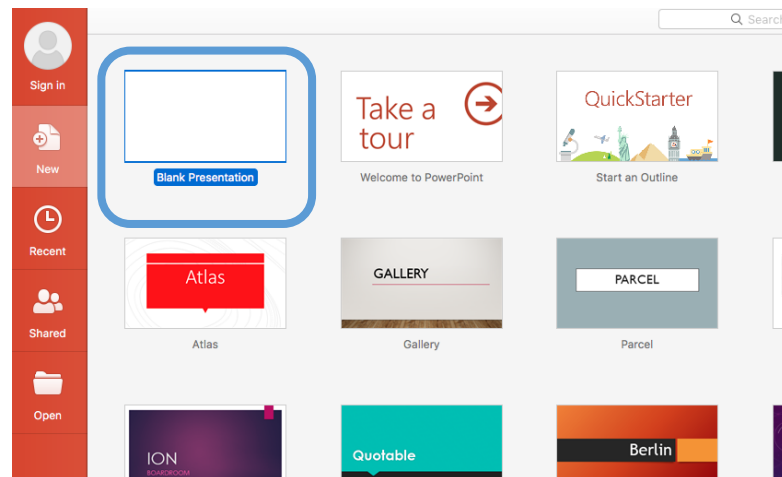 Search
Sign in
New
Recent
Shared
Open
Blank Presentation
Take a
tour
Welcome to PowerPoint
QuickStarter
Start an Outline
Atlas
Atlas
GALLERY
Gallery
PARCEL
Parcel
ION
BOARDROOM
Quotable
Berlin